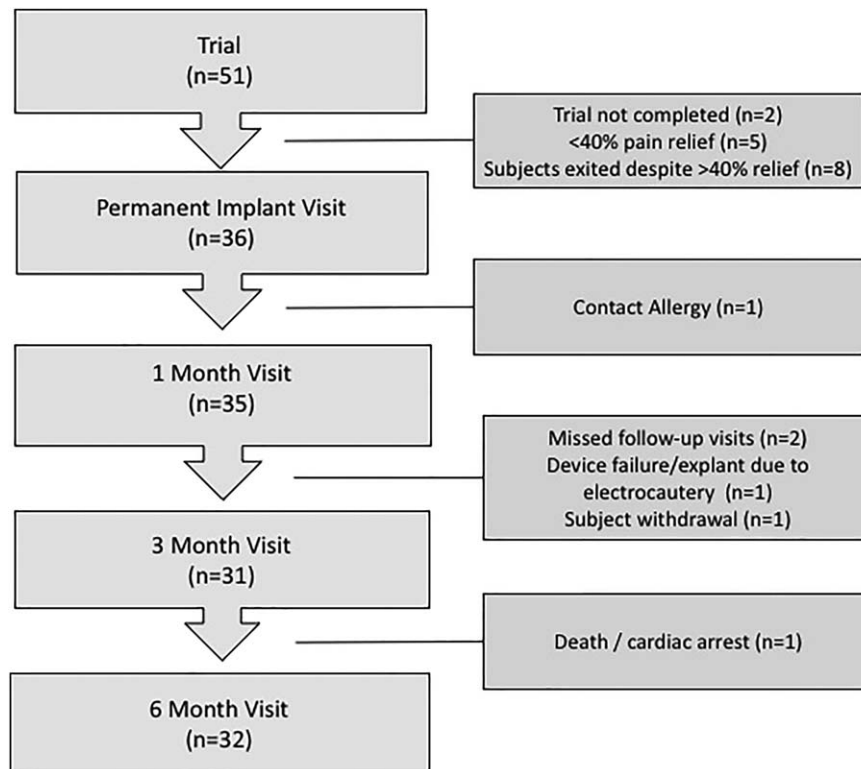 Trial
(n=51)
Trial not completed (n=2)
<40% pain relief (n=5)
Subjects exited despite >40% relief (n=8)
Permanent Implant Visit
(n=36)
Contact Allergy (n=1)
1 Month Visit
(n=35)
Missed follow-up visits (n=2)
Device failure/explant due to
electrocautery (n=1)
Subject withdrawal (n=1)
3 Month Visit
(n=31)
Death / cardiac arrest (n=1)
6 Month Visit
(n=32)